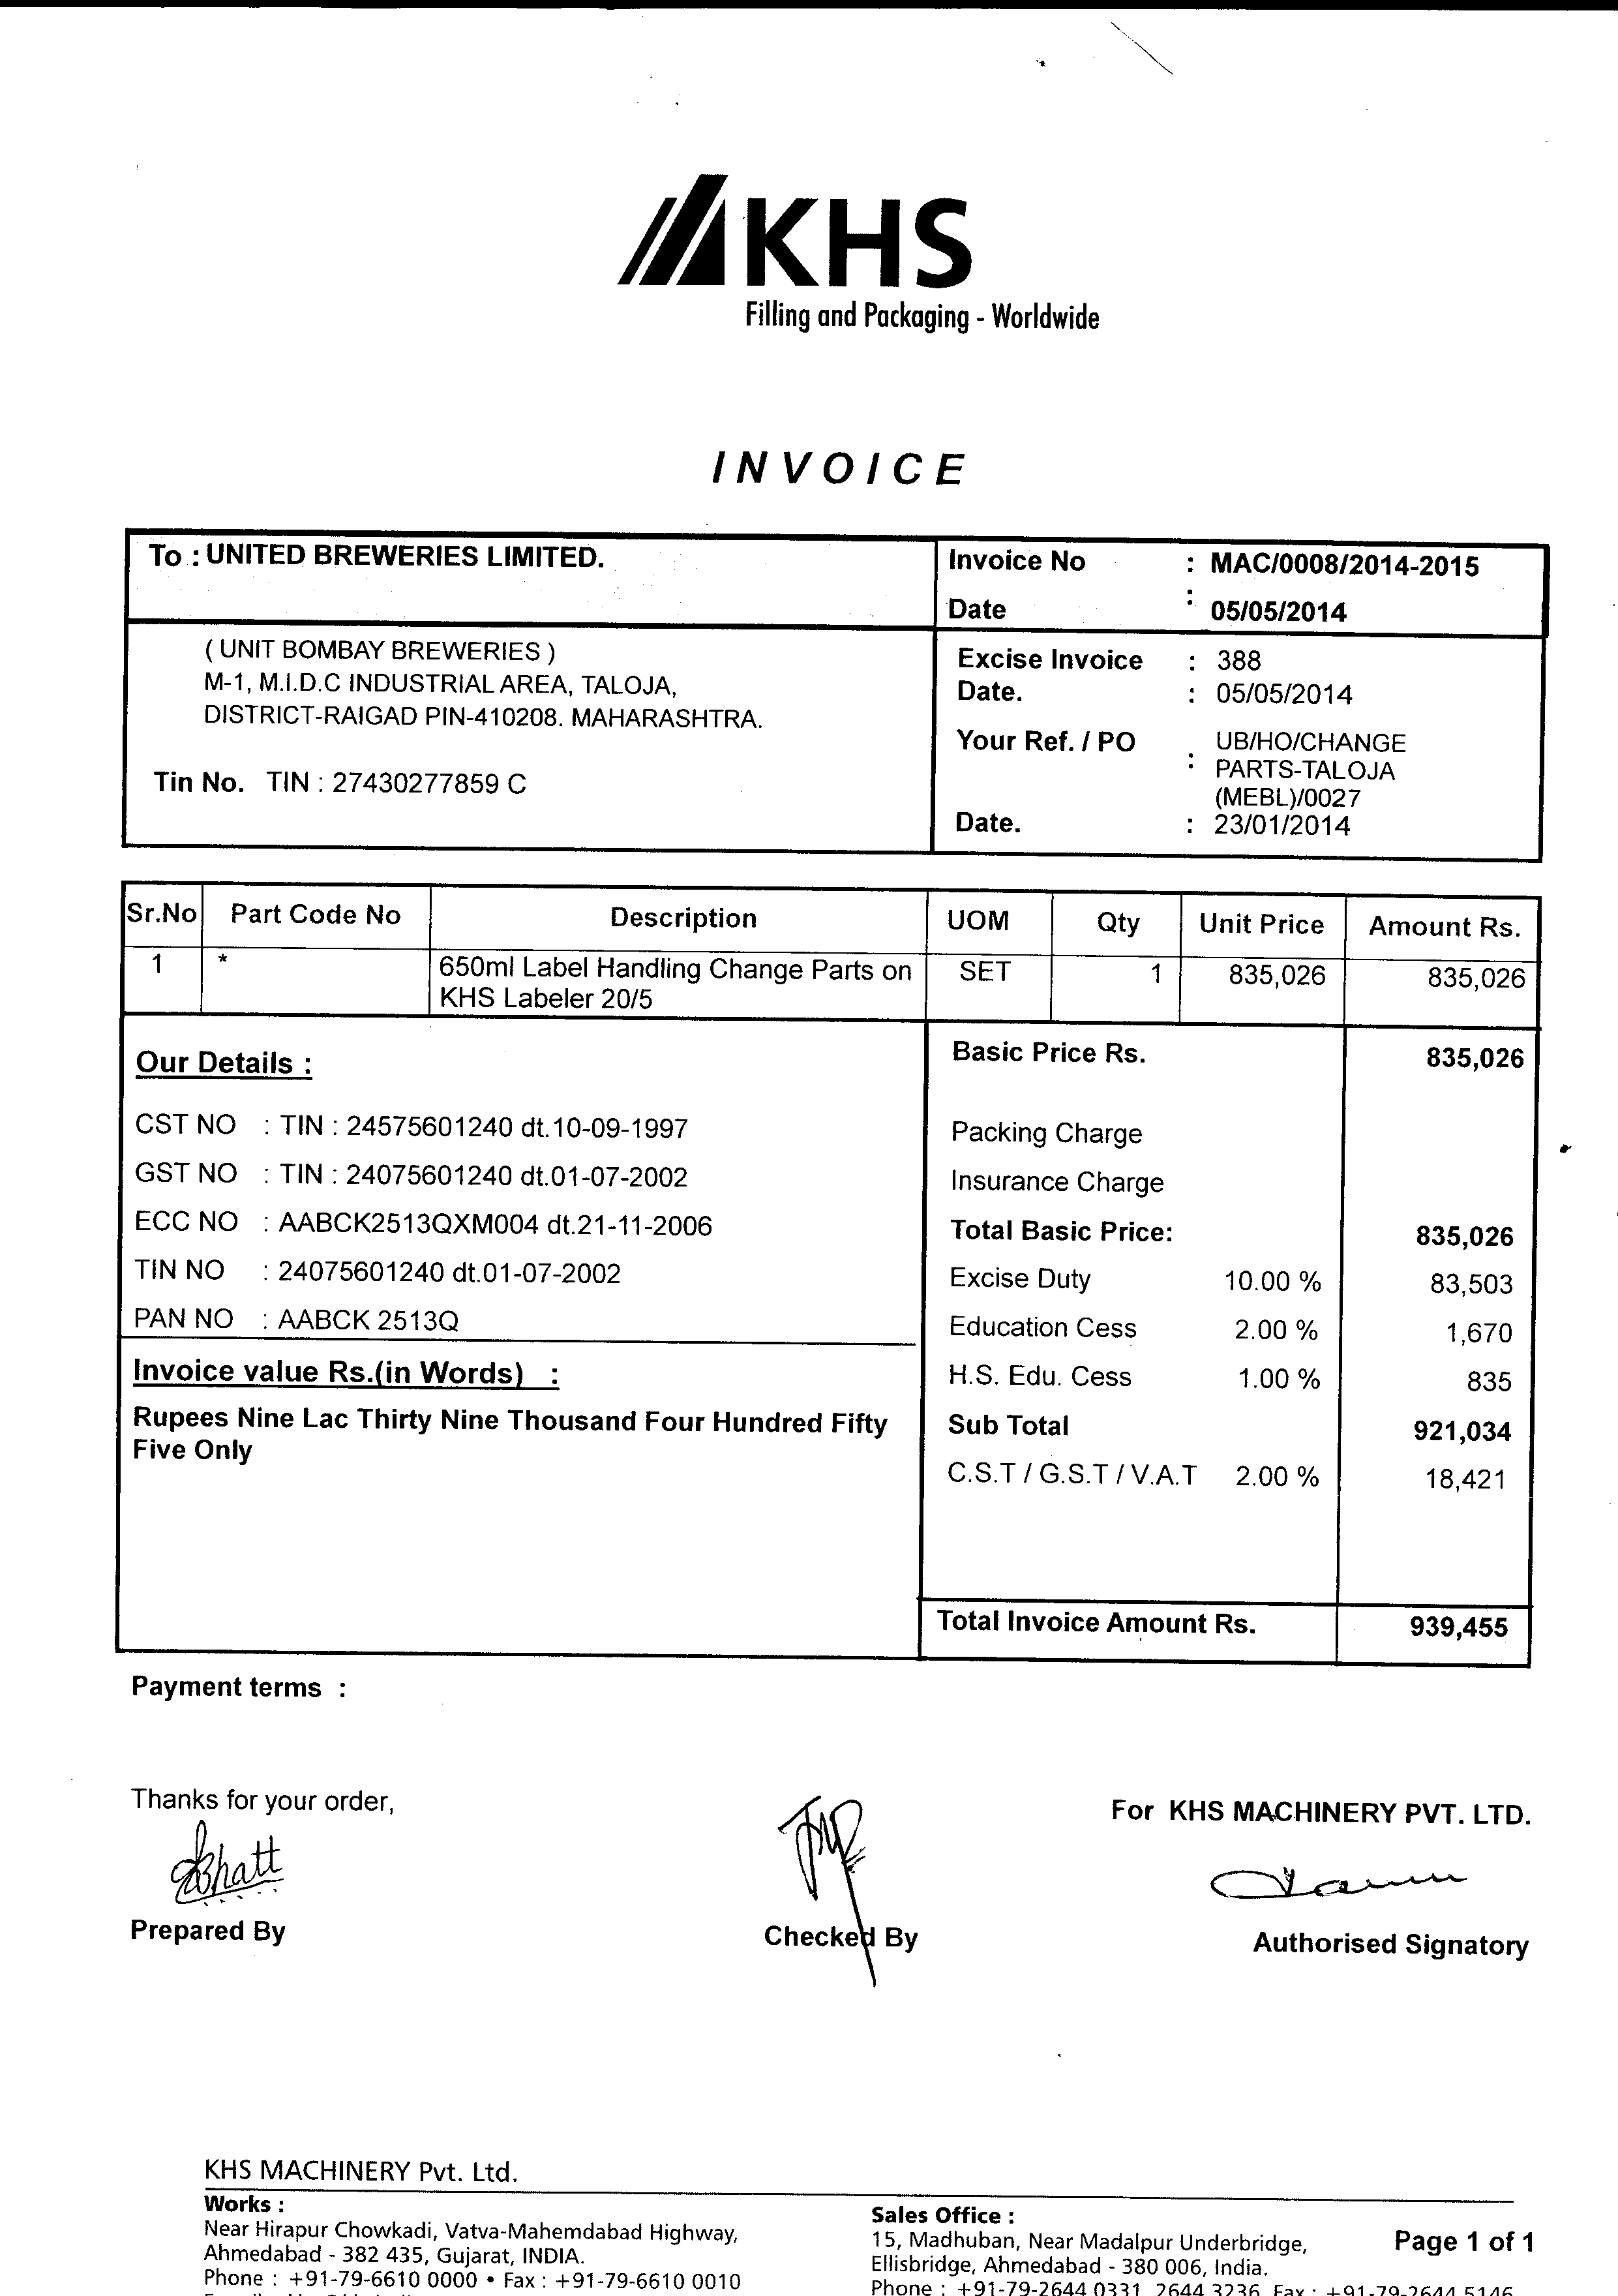 KHS
Filling and Packaging - Worldwide
INVOICE
To : UNITED BREWERIES LIMITED.
Invoice No : MAC/0008/2014-2015
Date : 05/05/2014
( UNIT BOMBAY BREWERIES )
M-1, M.I.D.C INDUSTRIAL AREA, TALOJA,
DISTRICT-RAIGAD PIN-410208. MAHARASHTRA.
Tin No. TIN : 27430277859 C
Excise Invoice : 388
Date. : 05/05/2014
Your Ref. / PO : UB/HO/CHANGE
PARTS-TALOJA
(MEBL)/0027
Date. : 23/01/2014
Sr.No Part Code No Description UOM Qty Unit Price Amount Rs.
1 * 650ml Label Handling Change Parts on SET 1 835,026 835,026
KHS Labeler 20/5
Our Details :
CST NO : TIN : 24575601240 dt.10-09-1997
GST NO : TIN : 24075601240 dt.01-07-2002
ECC NO : AABCK2513QXM004 dt.21-11-2006
TIN NO : 24075601240 dt.01-07-2002
PAN NO : AABCK 2513Q
Invoice value Rs.(in Words) :
Rupees Nine Lac Thirty Nine Thousand Four Hundred Fifty
Five Only
Basic Price Rs. 835,026
Packing Charge
Insurance Charge
Total Basic Price: 835,026
Excise Duty 10.00 % 83,503
Education Cess 2.00 % 1,670
H.S. Edu. Cess 1.00 % 835
Sub Total 921,034
C.S.T / G.S.T / V.A.T 2.00 % 18,421
Total Invoice Amount Rs. 939,455
Payment terms :
Thanks for your order,
For KHS MACHINERY PVT. LTD.
Prepared By
Checked By
Authorised Signatory
KHS MACHINERY Pvt. Ltd.
Works :
Near Hirapur Chowkadi, Vatva-Mahemdabad Highway,
Ahmedabad - 382 435, Gujarat, INDIA.
Phone : +91-79-6610 0000 • Fax : +91-79-6610 0010
Sales Office :
15, Madhuban, Near Madalpur Underbridge,
Ellisbridge, Ahmedabad - 380 006, India.
Phone : +91-79-2644 0331, 2644 3236, Fax : +91-79-2644 5146
Page 1 of 1